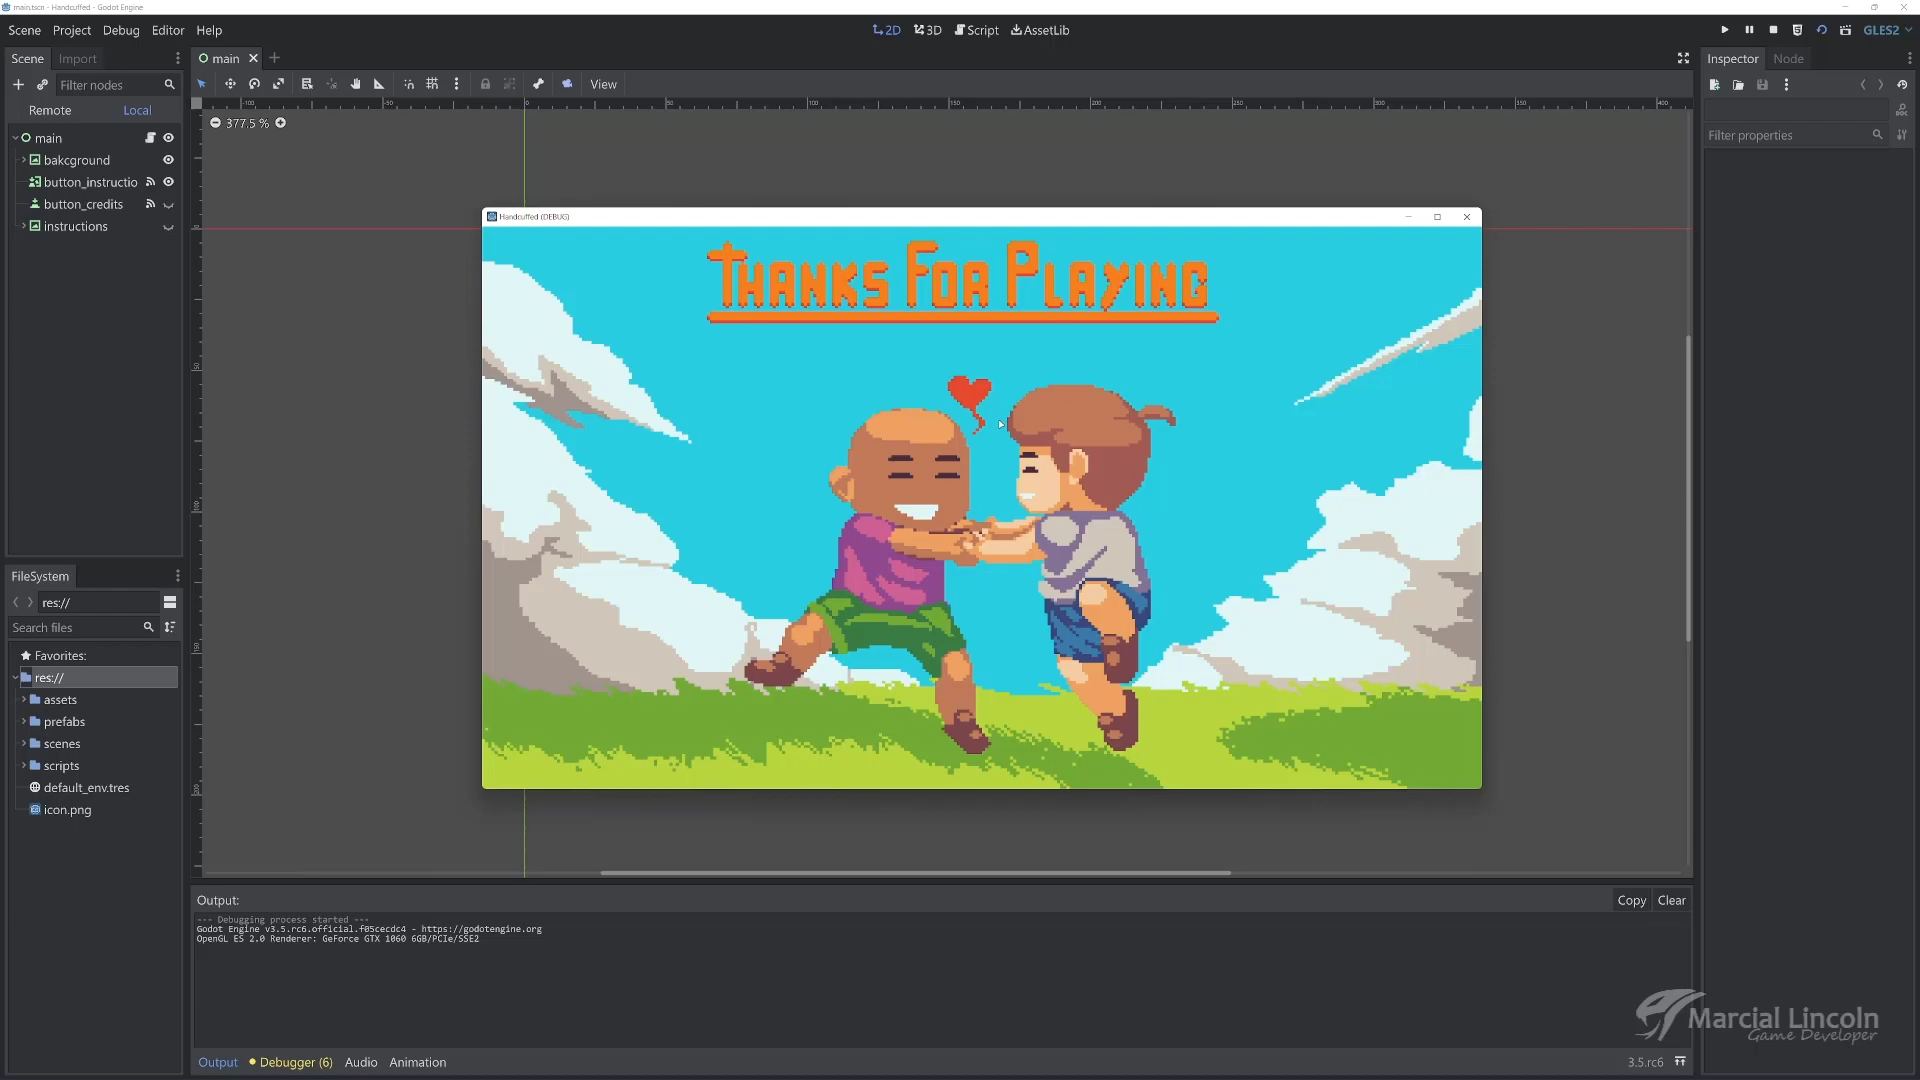 main.tscn - Handcuffed - Godot Engine
Scene Project Debug Editor Help
2D 3D Script AssetLib
GLES2
Scene Import
main
Inspector Node
Filter nodes
View
Remote Local
377.5 %
Filter properties
main
bakcground
button_instructio
button_credits
instructions
Handcuffed (DEBUG)
THANKS FOR PLAYING
FileSystem
res://
Search files
Favorites:
res://
assets
prefabs
scenes
scripts
default_env.tres
icon.png
Output:
Copy Clear
--- Debugging process started ---
Godot Engine v3.5.rc6.official.f05cecdc4 - https://godotengine.org
OpenGL ES 2.0 Renderer: GeForce GTX 1060 6GB/PCIe/SSE2
Marcial Lincoln
Game Developer
Output Debugger (6) Audio Animation
3.5.rc6